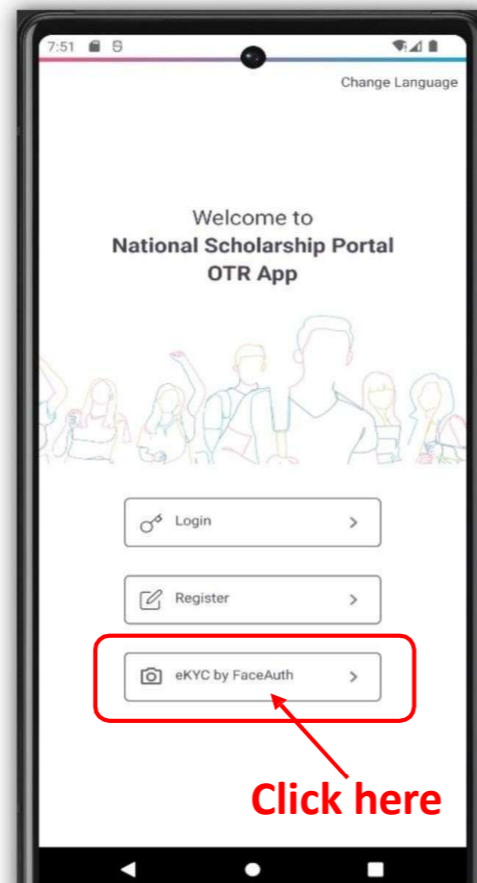 7:51
Change Language
Welcome to
National Scholarship Portal
OTR App
Login
Register
eKYC by FaceAuth
Click here